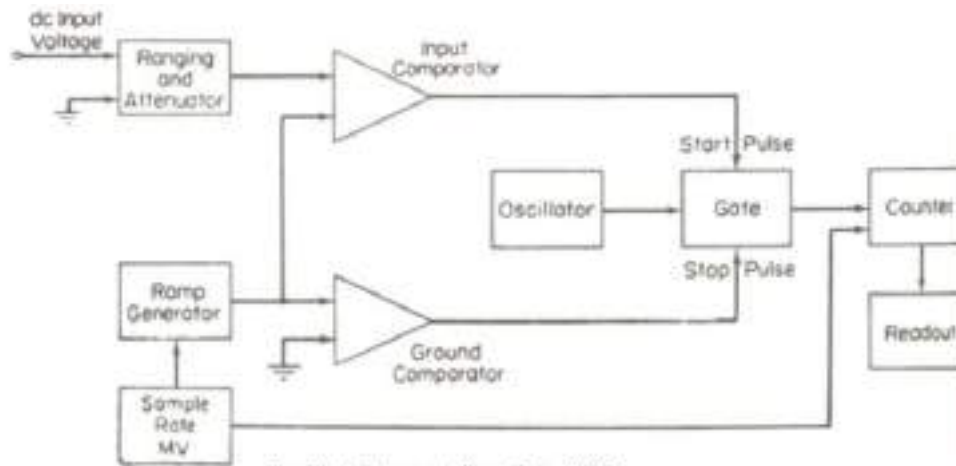 dc Input
Voltage
Ranging
and
Attenuator
Input
Comparator
Start Pulse
Oscillator
Gate
Counter
Stop Pulse
Ramp
Generator
Ground
Comparator
Readout
Sample
Rate
MV